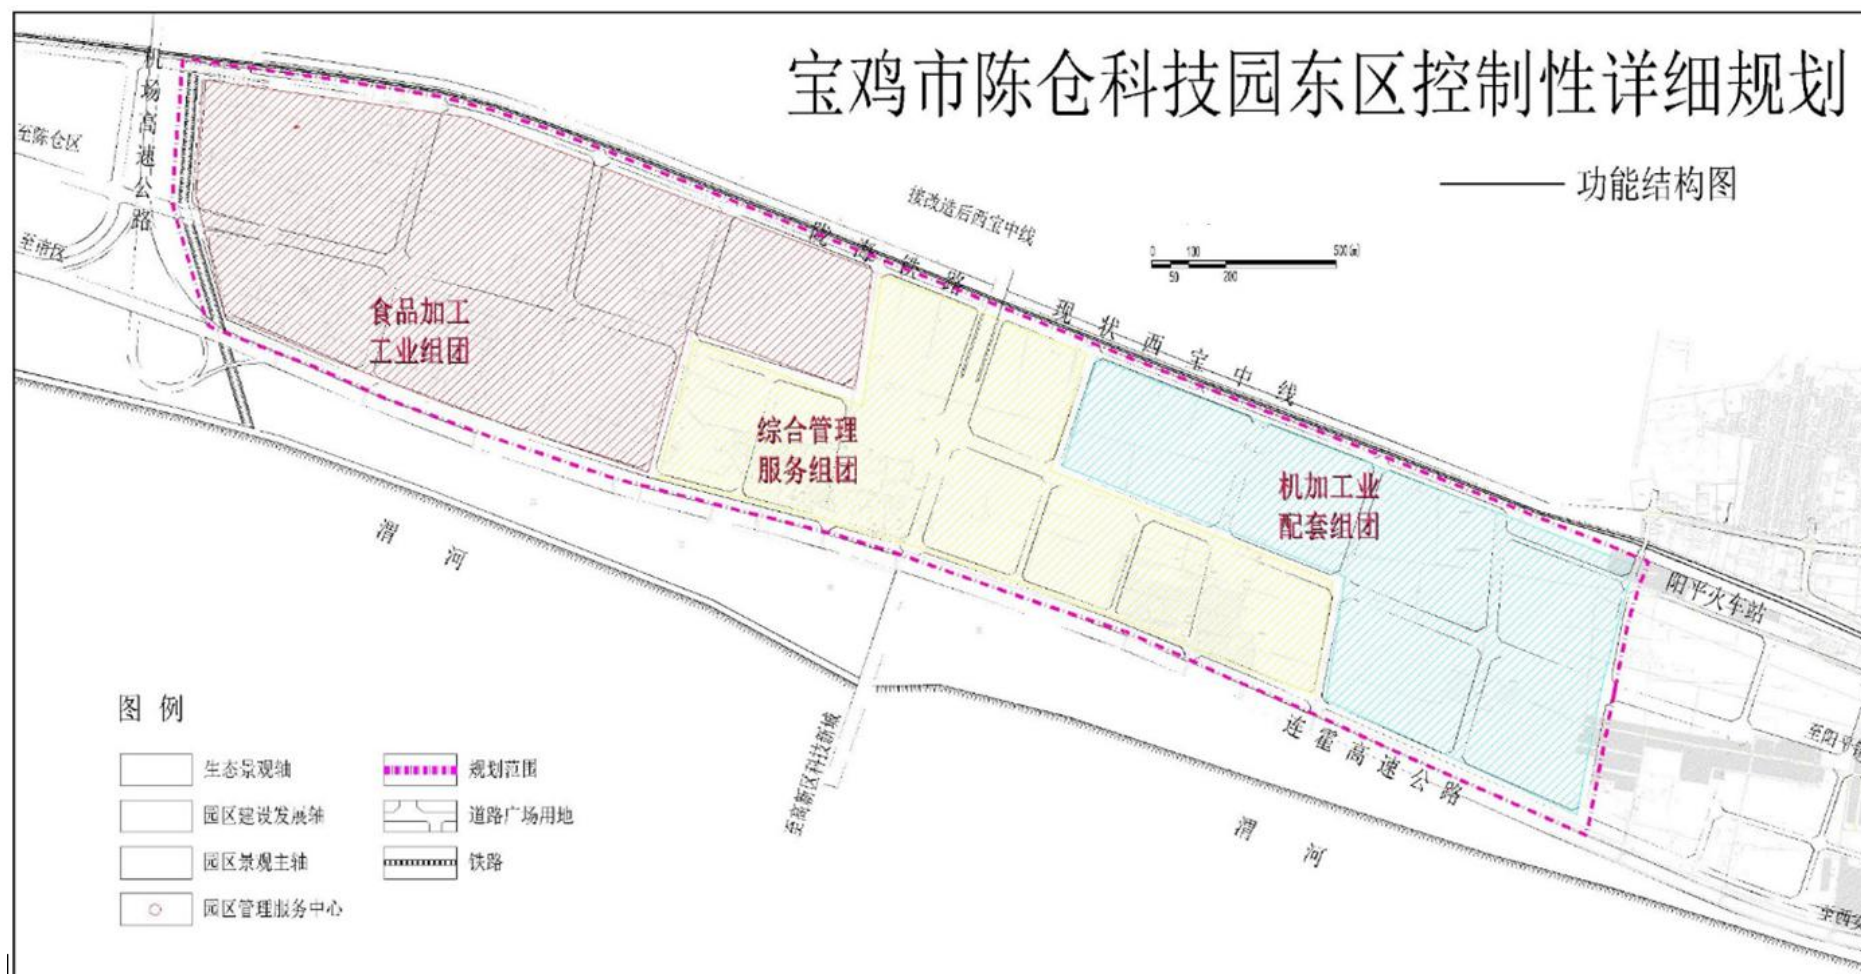 宝鸡市陈仓科技园东区控制性详细规划
——— 功能结构图
机场高速公路
至陈仓区
至市区
接改造后西宝中线
陇海铁路
现状西宝中线
0 100 500(m)
50 200
食品加工
工业组团
综合管理
服务组团
机加工业
配套组团
阳平火车站
渭河
连霍高速公路
至高新区科技新城
渭河
至阳平镇
至西安
图例
生态景观轴
园区建设发展轴
园区景观主轴
园区管理服务中心
规划范围
道路广场用地
铁路